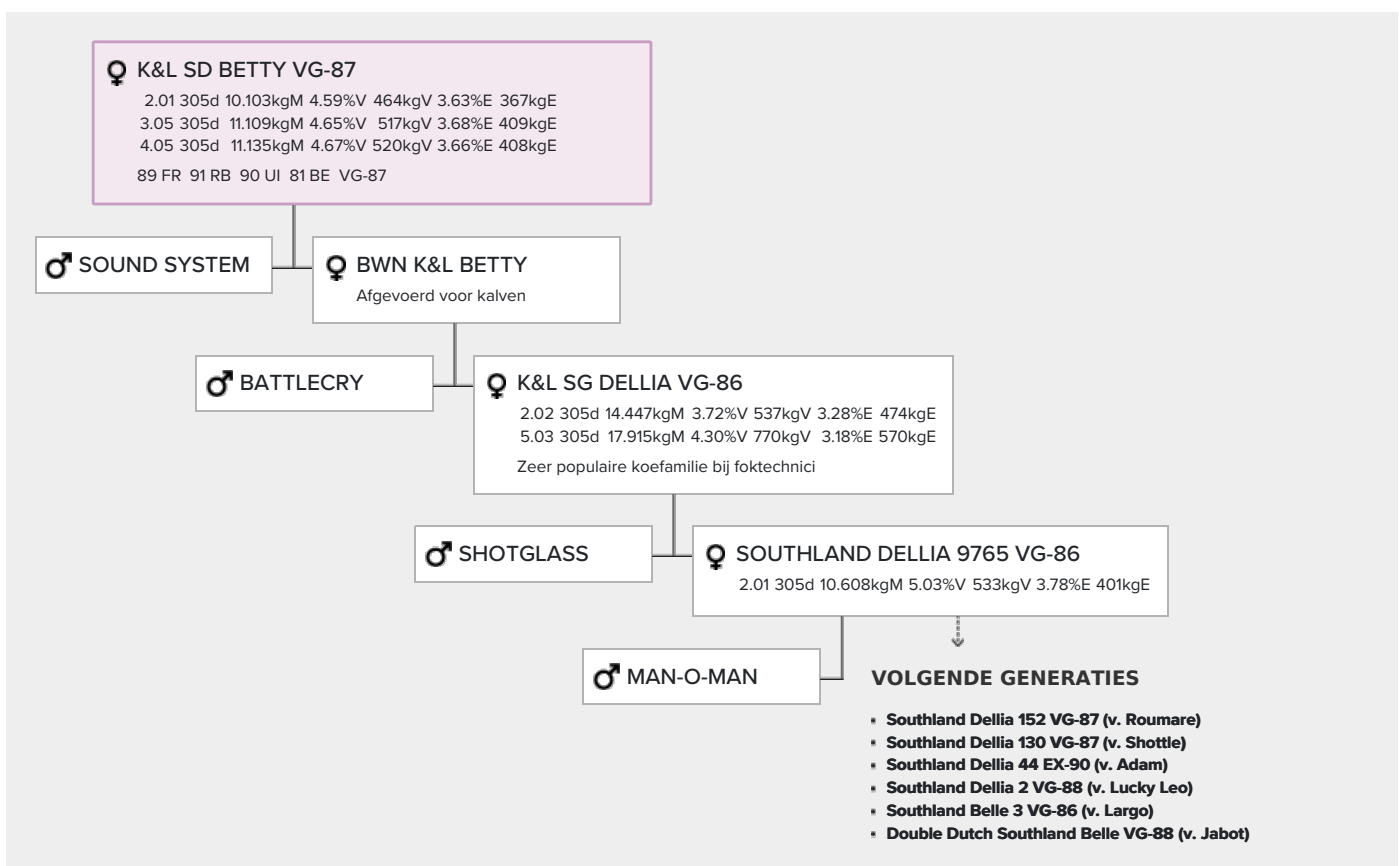 K&L SD BETTY VG-87
2.01 305d 10.103kgM 4.59%V 464kgV 3.63%E 367kgE
3.05 305d 11.109kgM 4.65%V 517kgV 3.68%E 409kgE
4.05 305d 11.135kgM 4.67%V 520kgV 3.66%E 408kgE
89 FR 91 RB 90 UI 81 BE VG-87
SOUND SYSTEM
BWN K&L BETTY
Afgevoerd voor kalven
BATTLECRY
K&L SG DELLIA VG-86
2.02 305d 14.447kgM 3.72%V 537kgV 3.28%E 474kgE
5.03 305d 17.915kgM 4.30%V 770kgV 3.18%E 570kgE
Zeer populaire koefamilie bij foktechnici
SHOTGLASS
SOUTHLAND DELLIA 9765 VG-86
2.01 305d 10.608kgM 5.03%V 533kgV 3.78%E 401kgE
MAN-O-MAN
VOLGENDE GENERATIES
Southland Dellia 152 VG-87 (v. Roumare)
Southland Dellia 130 VG-87 (v. Shottle)
Southland Dellia 44 EX-90 (v. Adam)
Southland Dellia 2 VG-88 (v. Lucky Leo)
Southland Belle 3 VG-86 (v. Largo)
Double Dutch Southland Belle VG-88 (v. Jabot)